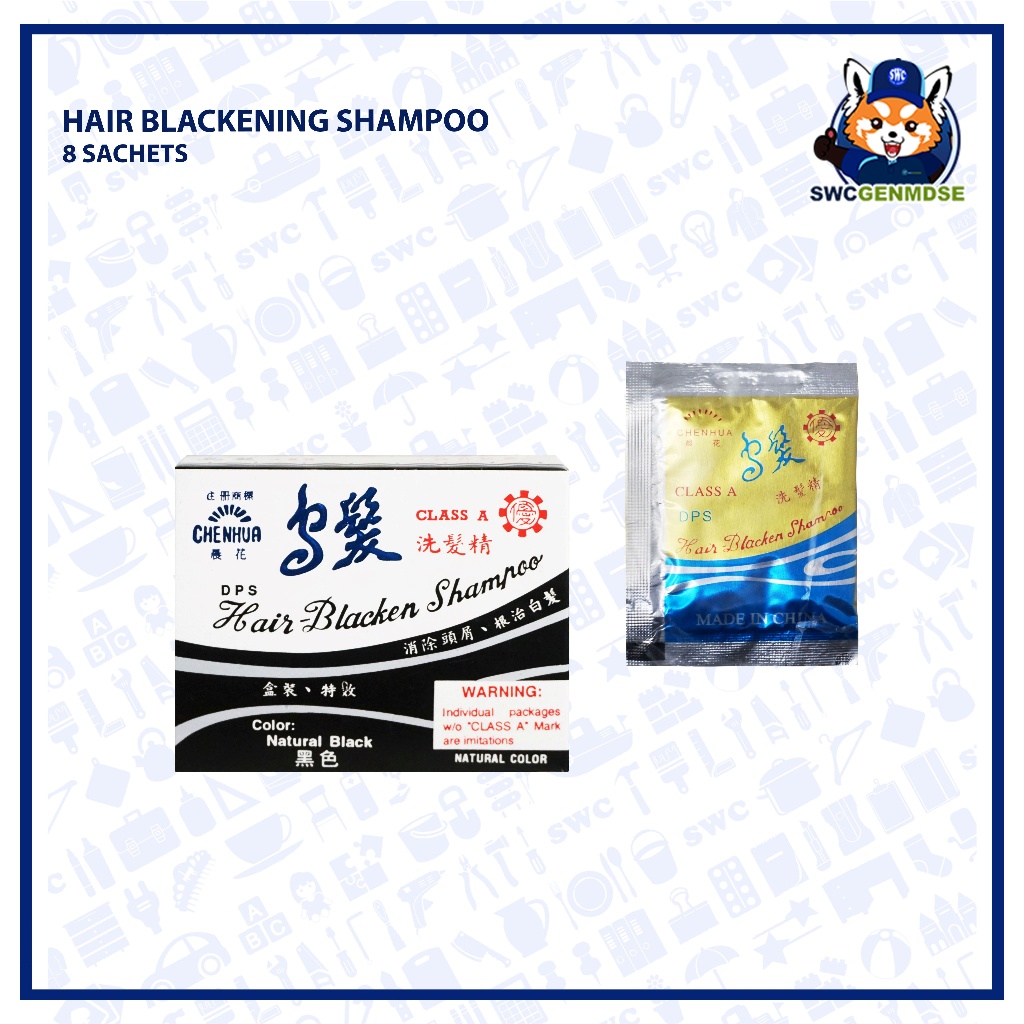 HAIR BLACKENING SHAMPOO
8 SACHETS
SWC
SWCGENMDSE
註冊商標
CHENHUA
晨花
烏髮
CLASS A
優
洗髮精
DPS
Hair-Blacken Shampoo
消除頭屑、根治白髮
盒裝、特效
Color:
Natural Black
黑色
WARNING:
Individual packages
w/o "CLASS A" Mark
are imitations
NATURAL COLOR
CHENHUA
晨花
烏髮
優
CLASS A
洗髮精
DPS
Hair Blacken Shampoo
MADE IN CHINA